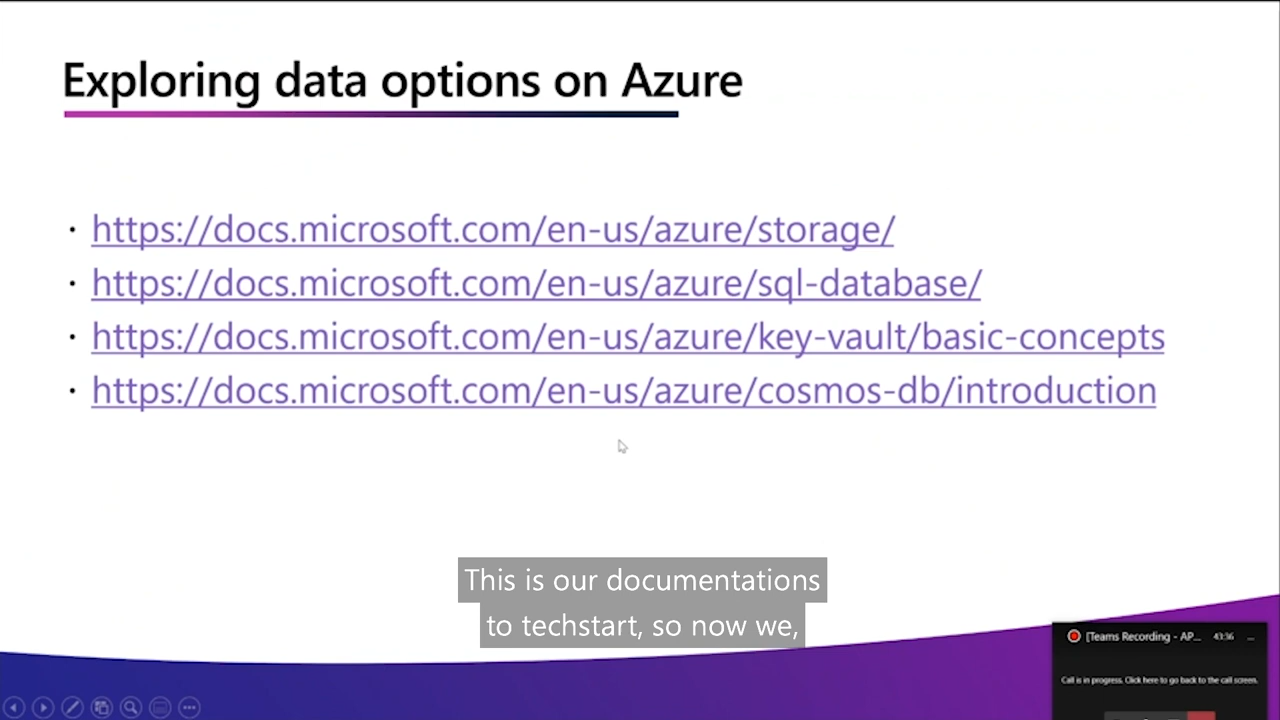 Exploring data options on Azure
• https://docs.microsoft.com/en-us/azure/storage/
• https://docs.microsoft.com/en-us/azure/sql-database/
• https://docs.microsoft.com/en-us/azure/key-vault/basic-concepts
• https://docs.microsoft.com/en-us/azure/cosmos-db/introduction
This is our documentations
to techstart, so now we,
[Teams Recording - AP... 43:36 ...
Call is in progress. Click here to go back to the call screen.